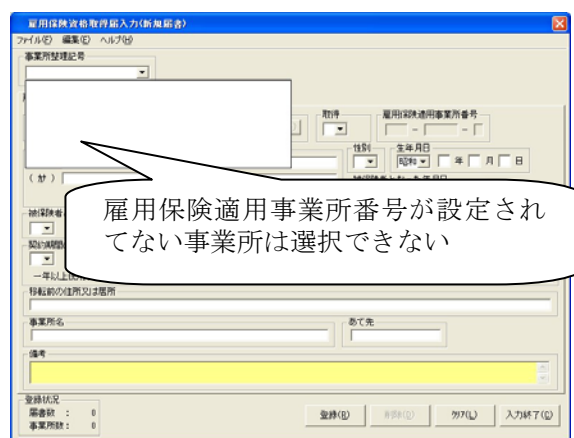 雇用保険資格取得届入力(新加届書)
ファイル(F) 編集(E) ヘルプ(H)
事業所整理記号
取得 雇用保険適用事業所番号
性別 生年月日
昭和 年 月 日
(カナ)
雇用保険適用事業所番号が設定され
てない事業所は選択できない
移転前の住所又は居所
事業所名 あて先
備考
登録状況
届書数 : 0
事業所数 : 0
登録(R) 削除(D) クリア(L) 入力終了(C)